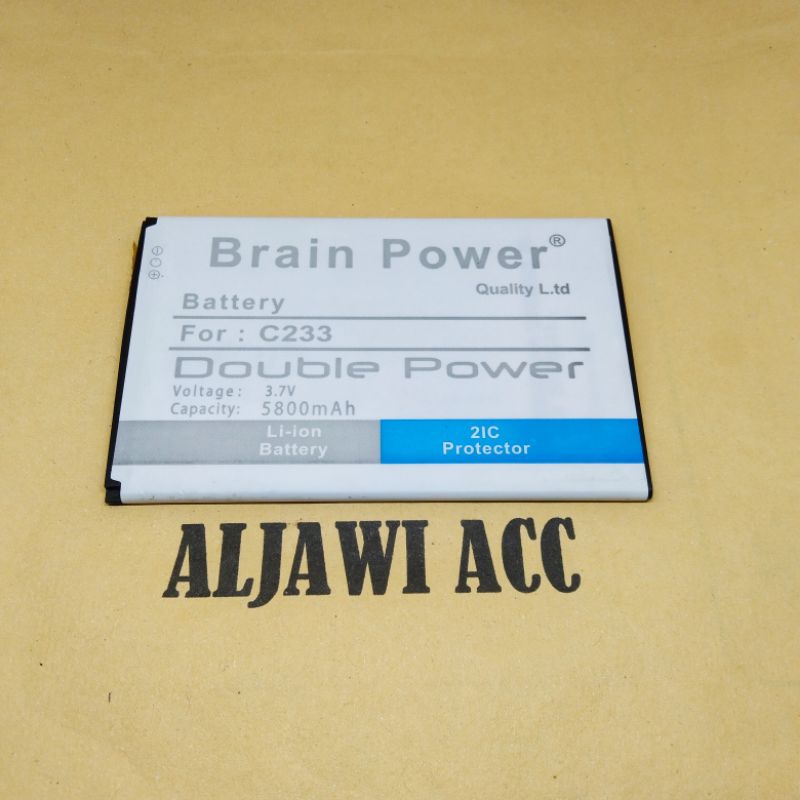 Brain Power®
Quality L.td
Battery
For : C233
Double Power
Voltage : 3.7V
Capacity: 5800mAh
Li-ion
Battery
2IC
Protector
ALJAWI ACC